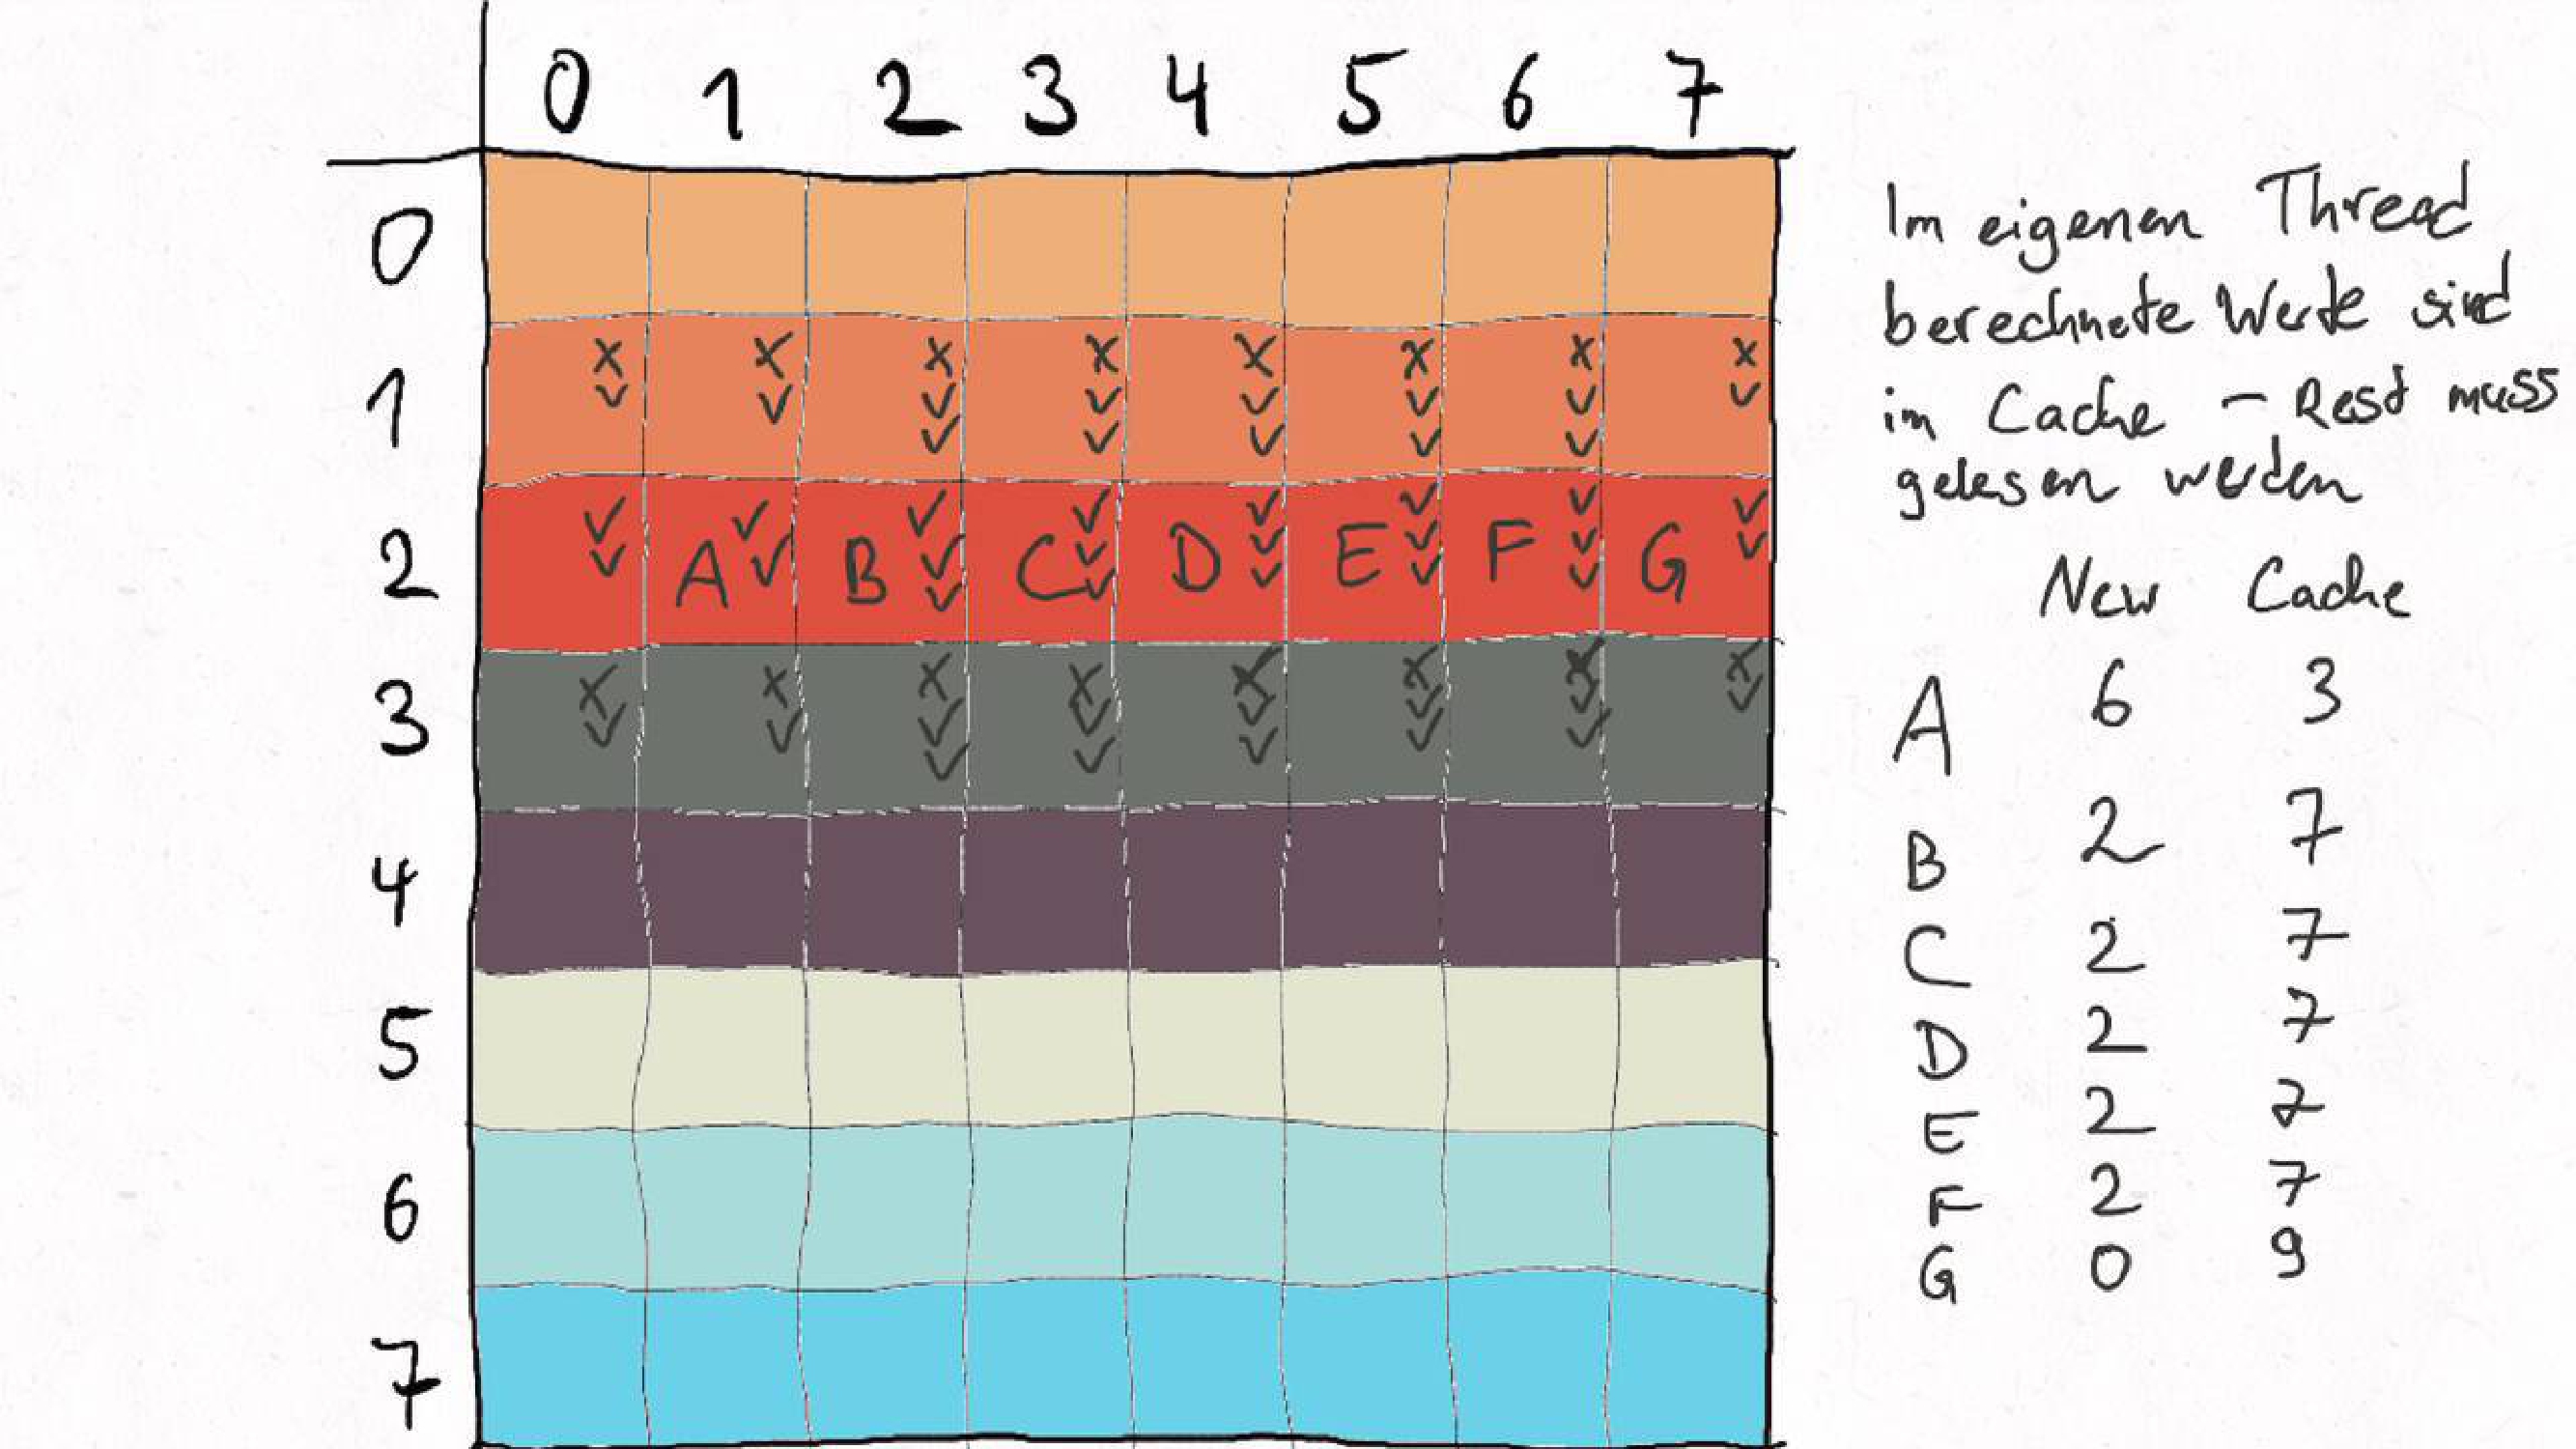 0 1 2 3 4 5 6 7
0
1 x x x x x x x x
✓ ✓ ✓ ✓ ✓ ✓ ✓ ✓
✓ ✓ ✓ ✓ ✓
2 ✓ A ✓ B ✓ C ✓ D ✓ E ✓ F ✓ G ✓
✓ ✓ ✓ ✓ ✓ ✓ ✓ ✓
✓ ✓ ✓ ✓ ✓
3 x x x x x x x x
✓ ✓ ✓ ✓ ✓ ✓ ✓ ✓
✓ ✓ ✓ ✓ ✓
4
5
6
7
Im eigenen Thread
berechnete Werte sind
im Cache – Rest muss
gelesen werden
New Cache
A 6 3
B 2 7
C 2 7
D 2 7
E 2 7
F 2 7
G 0 9